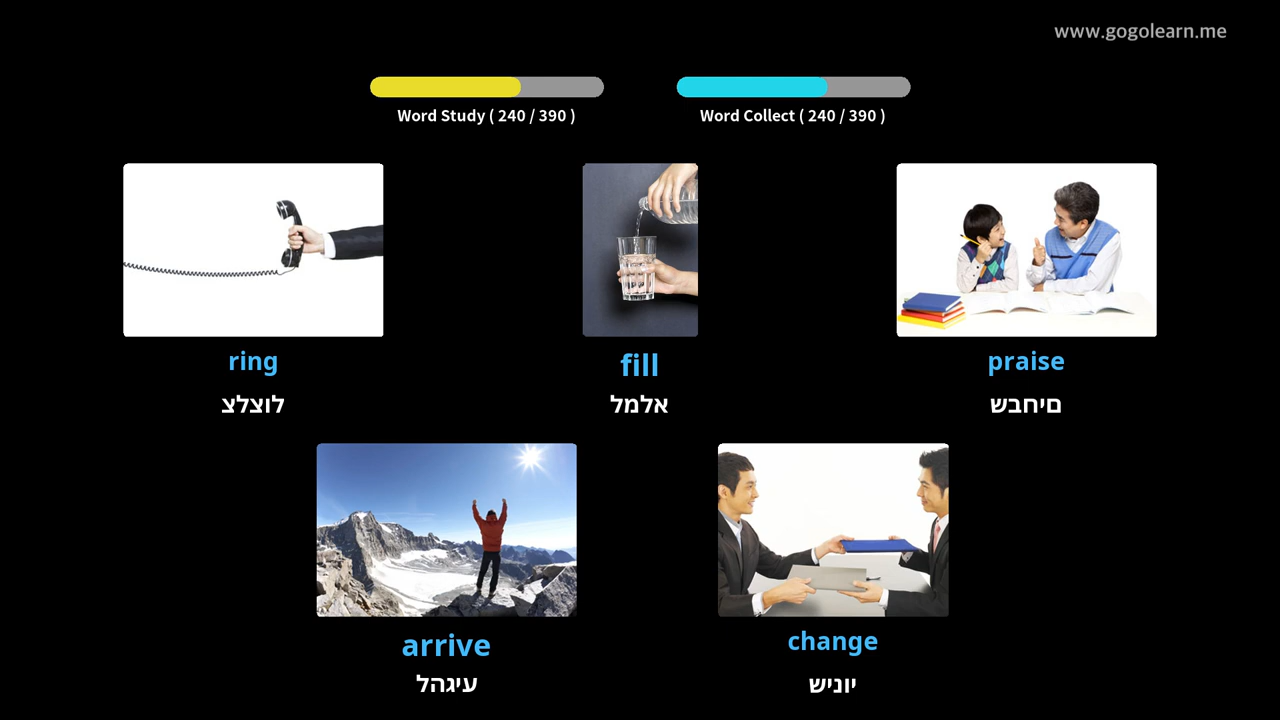 www.gogolearn.me
Word Study ( 240 / 390 )
Word Collect ( 240 / 390 )
ring
לוצלצ
fill
אלמל
praise
םיחבש
arrive
עיגהל
change
יוניש